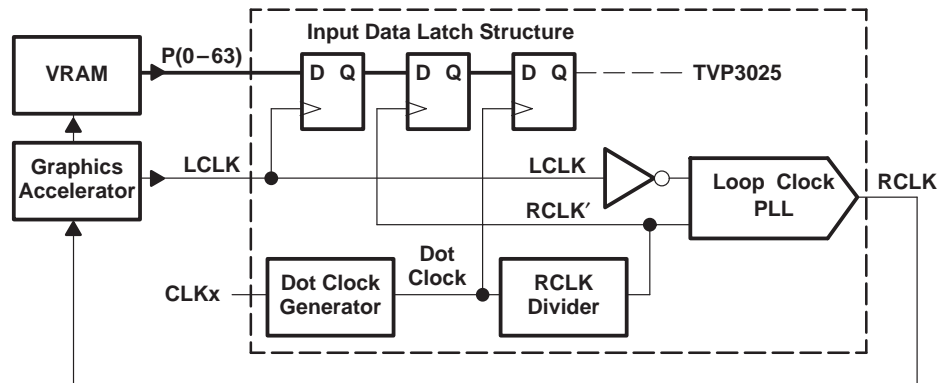 Input Data Latch Structure
P(0–63)
VRAM
D Q
D Q
D Q
TVP3025
Graphics
Accelerator
LCLK
LCLK
RCLK′
Loop Clock
PLL
RCLK
Dot
Clock
CLKx
Dot Clock
Generator
RCLK
Divider